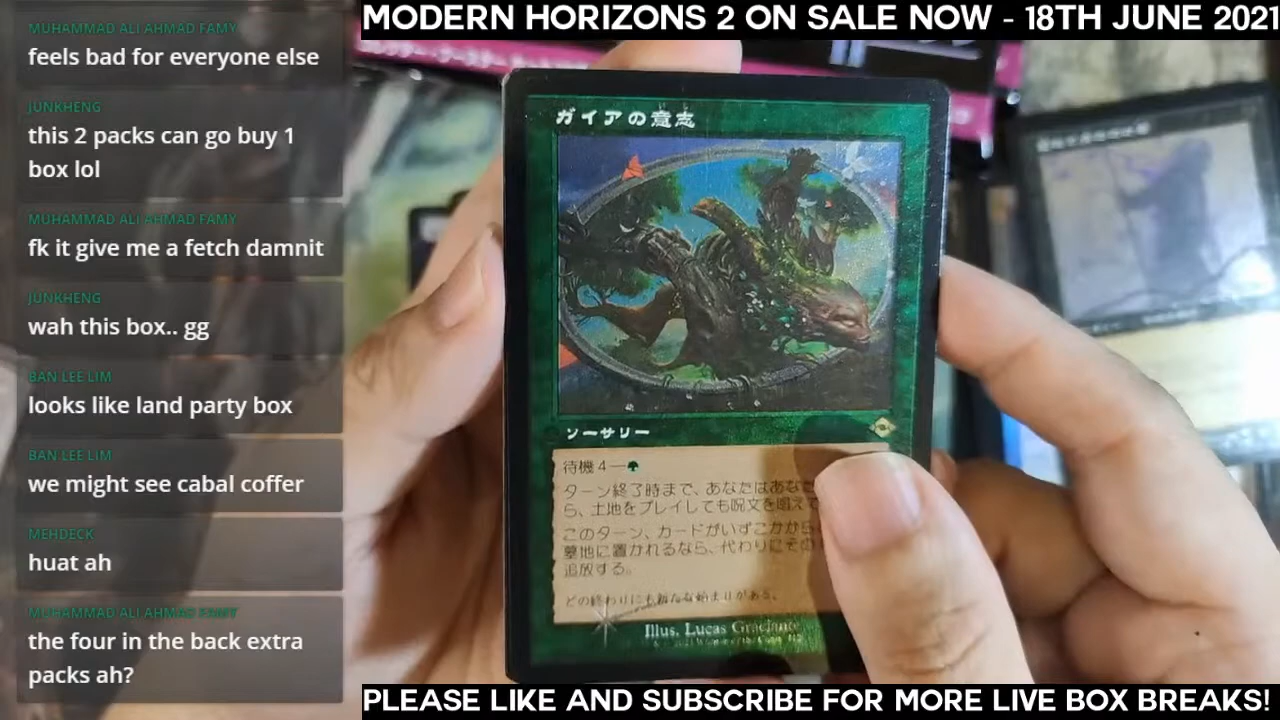 MODERN HORIZONS 2 ON SALE NOW - 18TH JUNE 2021
MUHAMMAD ALI AHMAD FAMY
feels bad for everyone else
JUNKHENG
this 2 packs can go buy 1
box lol
MUHAMMAD ALI AHMAD FAMY
fk it give me a fetch damnit
JUNKHENG
wah this box.. gg
BAN LEE LIM
looks like land party box
BAN LEE LIM
we might see cabal coffer
MEHDECK
huat ah
MUHAMMAD ALI AHMAD FAMY
the four in the back extra
packs ah?
ガイアの意志
ソーサリー
待機4—
ターン終了時まで、あなたはあな
ら、土地をプレイしても呪文を唱えて
このターン、カードがいずこかから
墓地に置かれるなら、代わりにその
追放する。
どの終わりにも新たな始まりがある。
Illus. Lucas Graciano
PLEASE LIKE AND SUBSCRIBE FOR MORE LIVE BOX BREAKS!